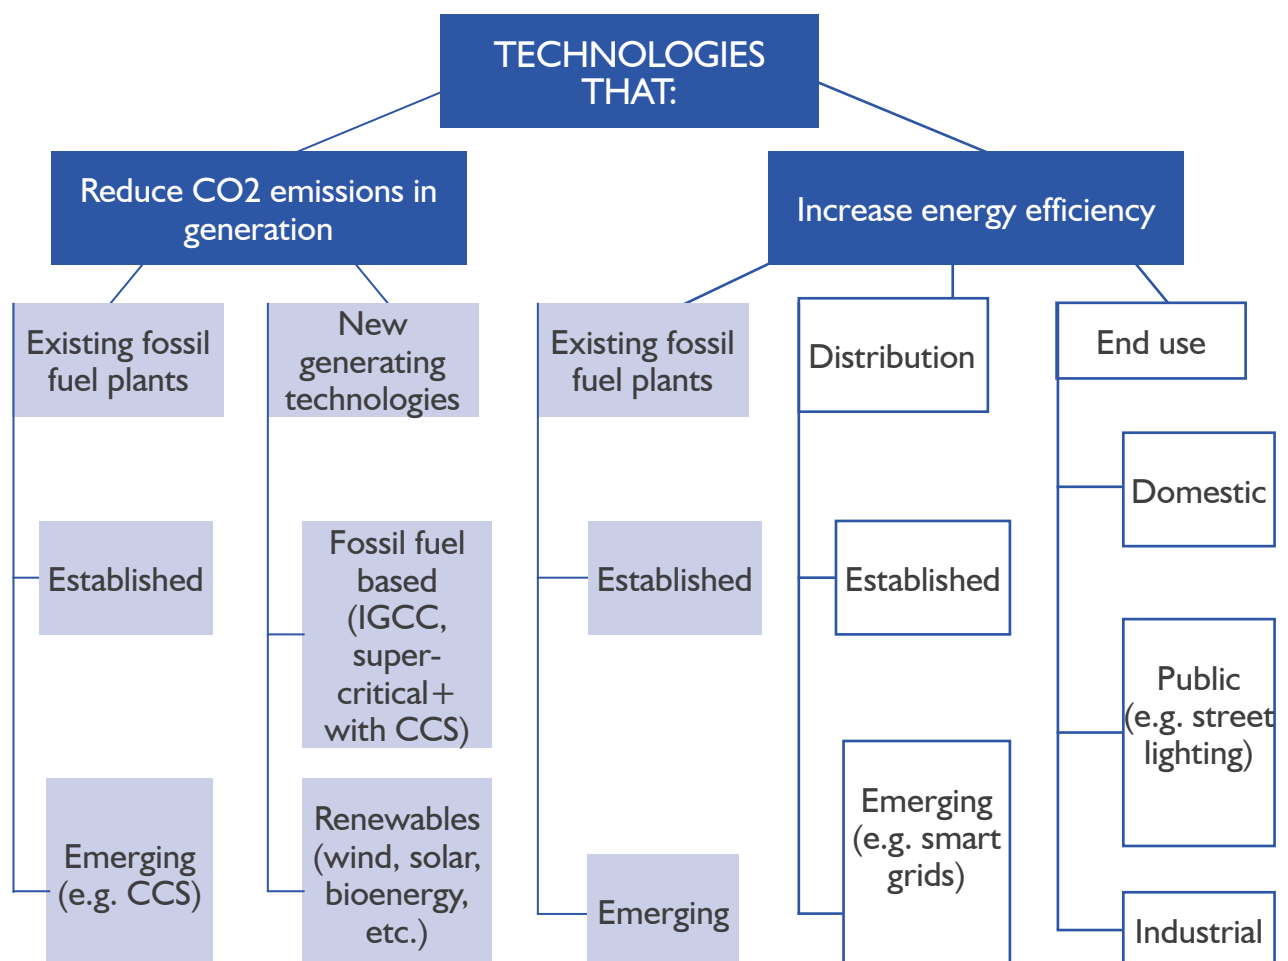 TECHNOLOGIES
THAT:
Reduce CO2 emissions in
generation
Increase energy efficiency
Existing fossil
fuel plants
New
generating
technologies
Existing fossil
fuel plants
Distribution
End use
Established
Emerging
(e.g. CCS)
Fossil fuel
based
(IGCC,
super-
critical+
with CCS)
Renewables
(wind, solar,
bioenergy,
etc.)
Established
Emerging
Established
Emerging
(e.g. smart
grids)
Domestic
Public
(e.g. street
lighting)
Industrial